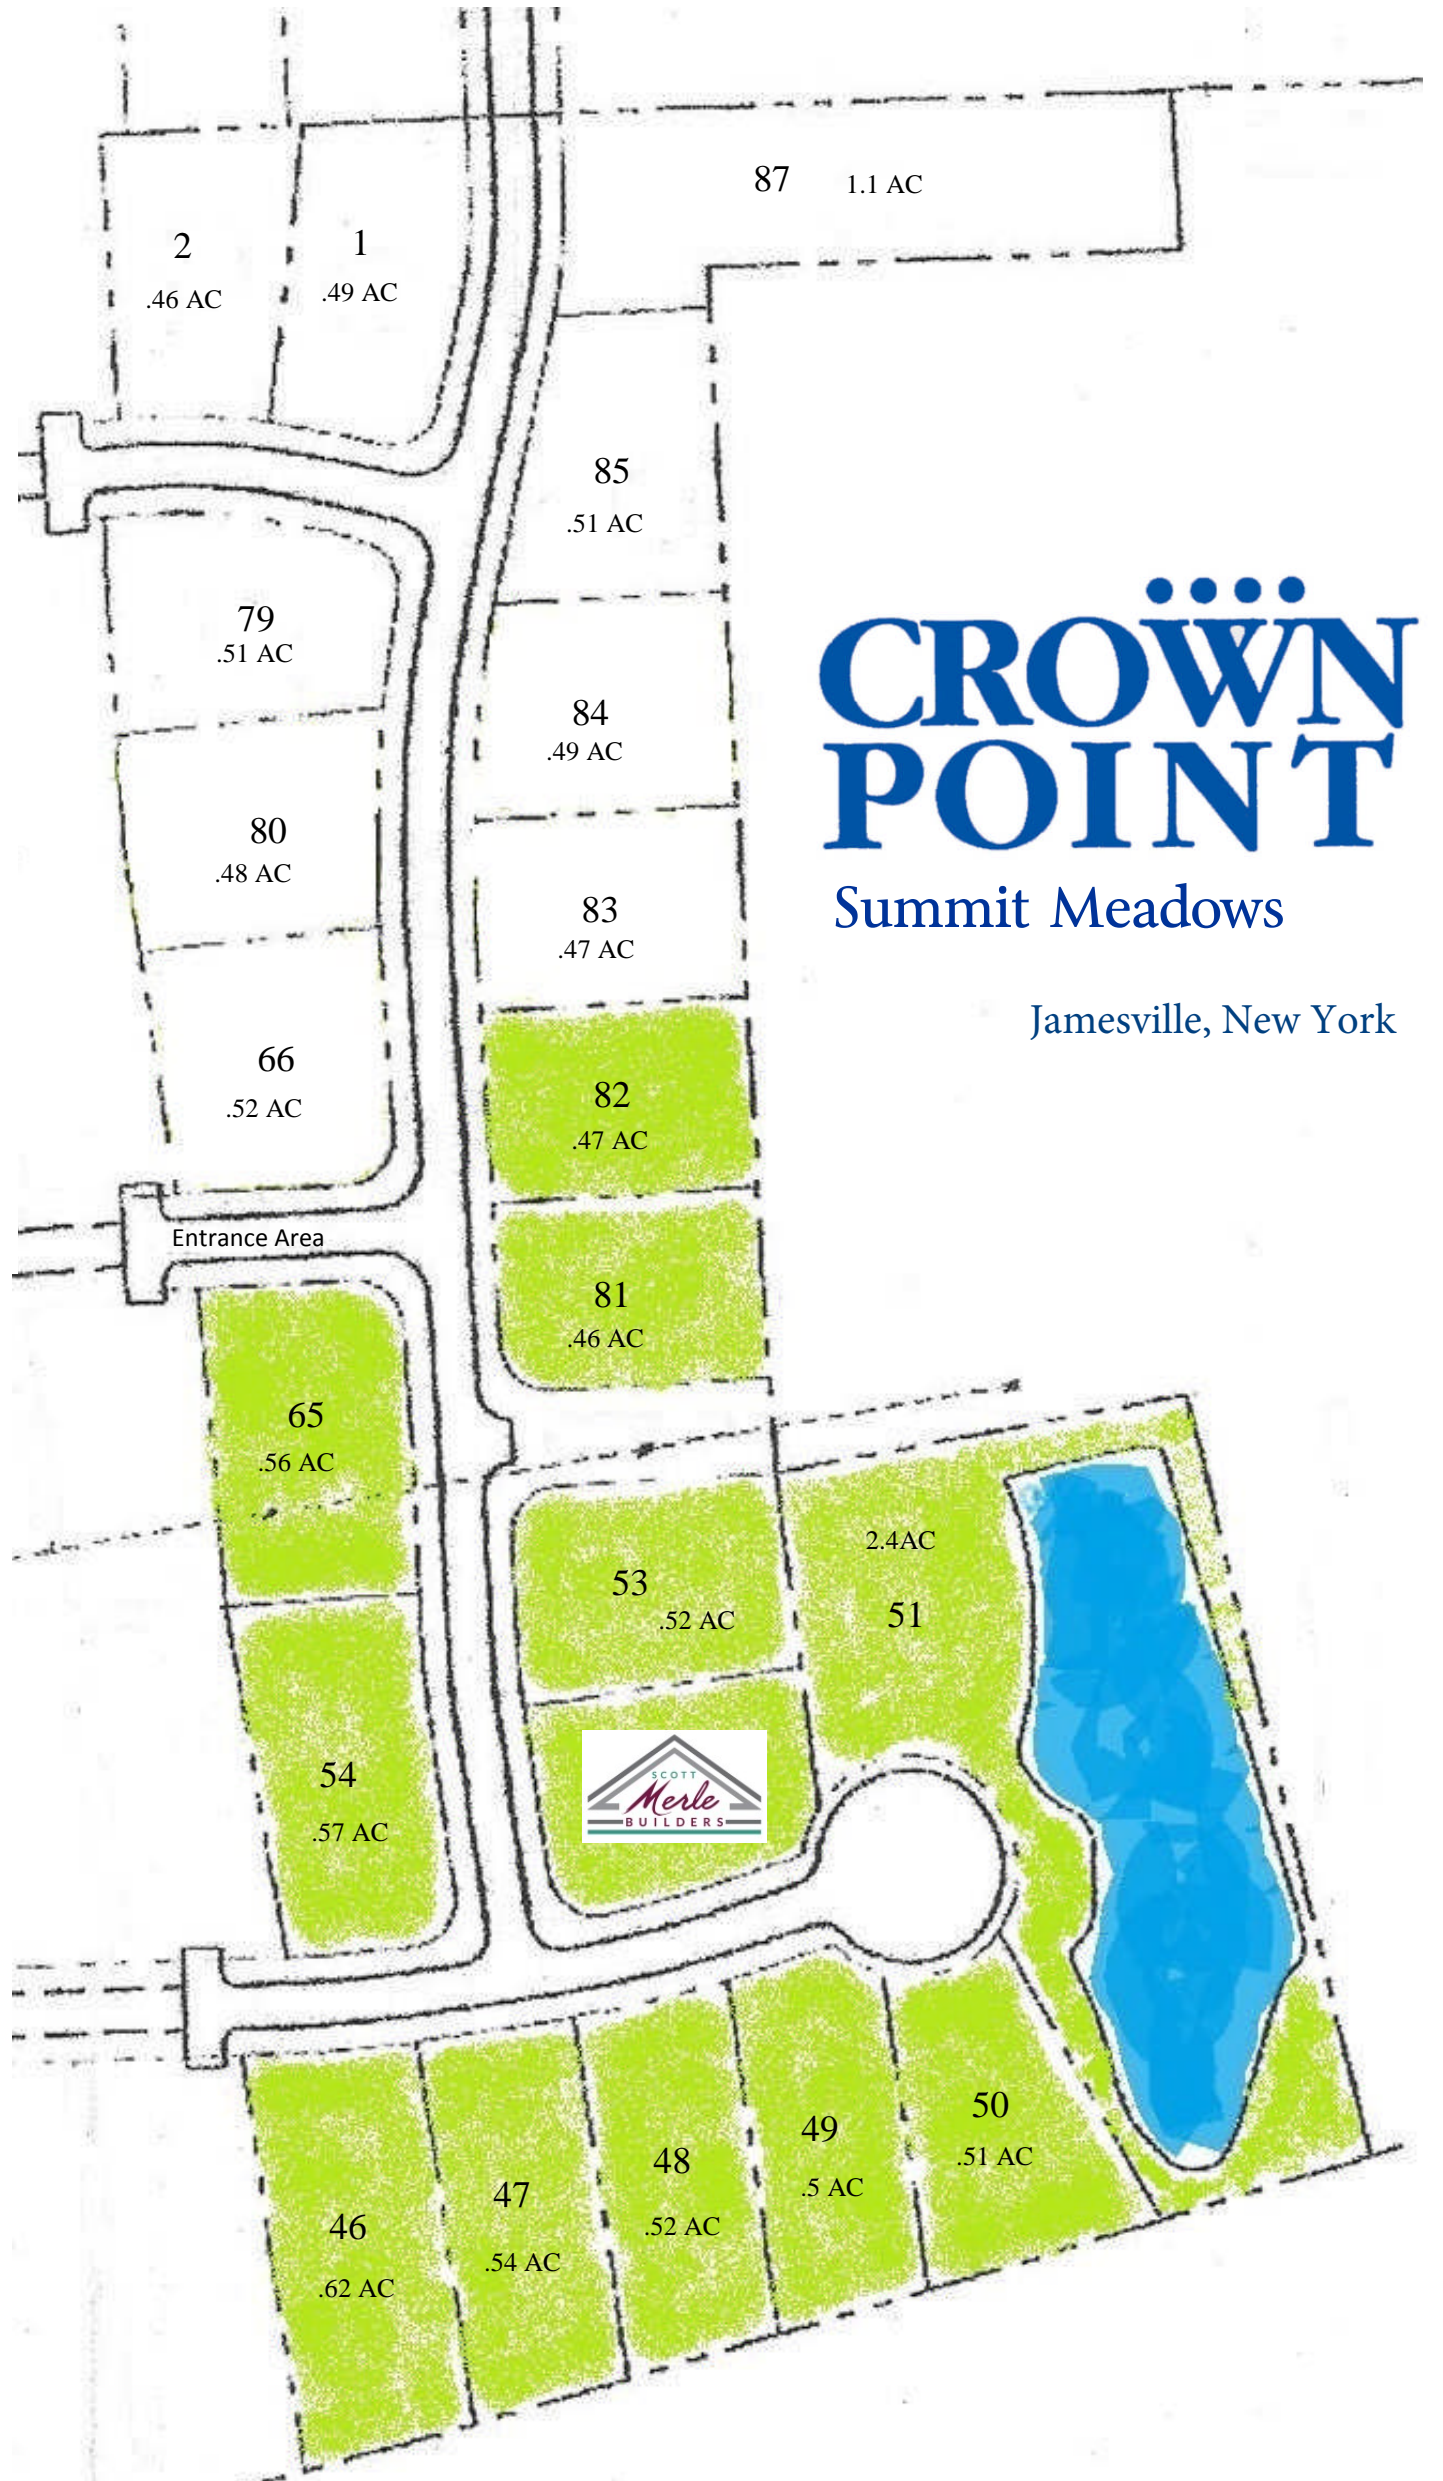 87 1.1 AC
2
.46 AC
1
.49 AC
85
.51 AC
79
.51 AC
84
.49 AC
CROWN
POINT
Summit Meadows
Jamesville, New York
80
.48 AC
83
.47 AC
66
.52 AC
82
.47 AC
Entrance Area
81
.46 AC
65
.56 AC
53
.52 AC
2.4AC
51
54
.57 AC
SCOTT
Merle
BUILDERS
46
.62 AC
47
.54 AC
48
.52 AC
49
.5 AC
50
.51 AC